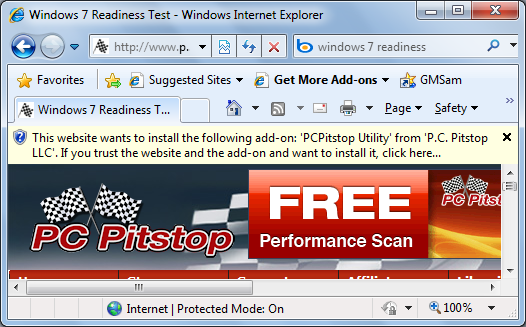 Windows 7 Readiness Test - Windows Internet Explorer
http://www.p.
windows 7 readiness
Favorites Suggested Sites Get More Add-ons GMSam
Windows 7 Readiness T... Page Safety
This website wants to install the following add-on: 'PCPitstop Utility' from 'P.C. Pitstop
LLC'. If you trust the website and the add-on and want to install it, click here...
PC Pitstop
FREE
Performance Scan
PC Pitst
Internet | Protected Mode: On 100%